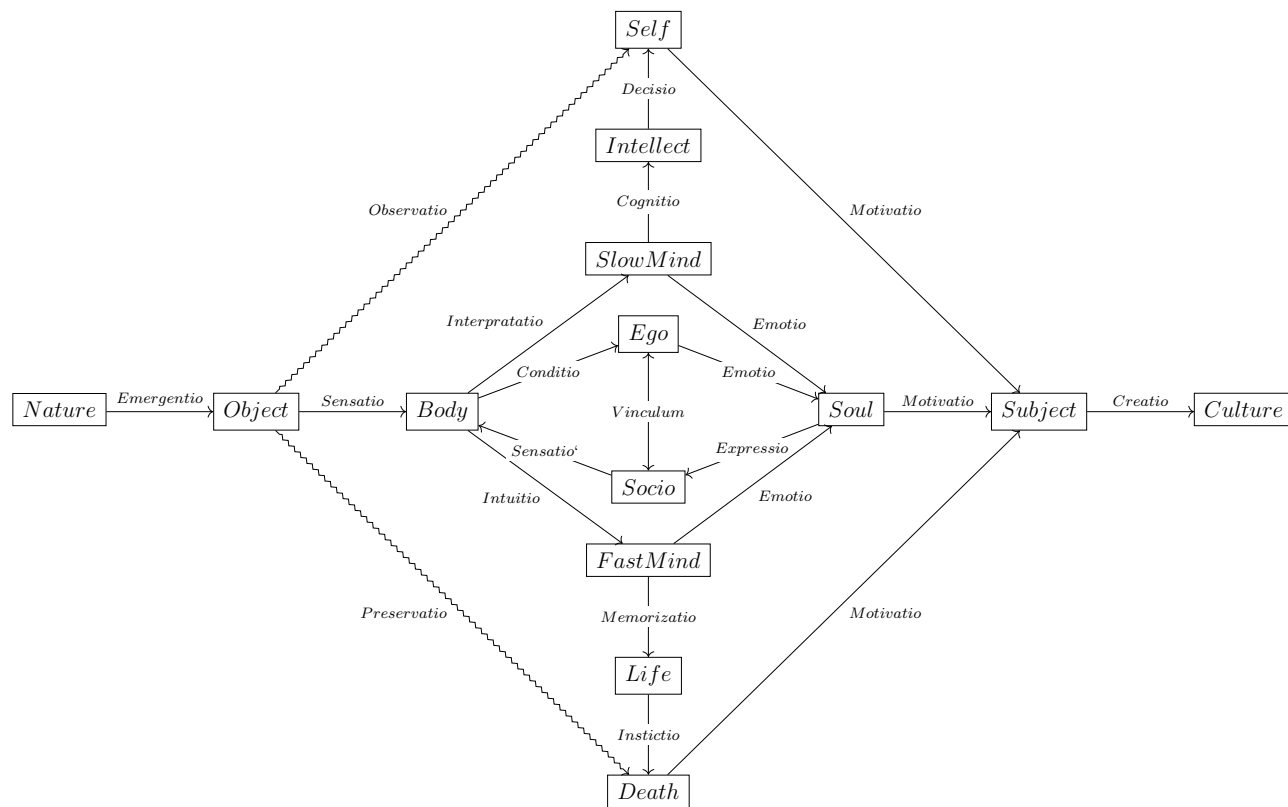 Self
Decisio
Intellect
Observatio
Cognitio
Motivatio
SlowMind
Interpratatio
Ego
Emotio
Conditio
Emotio
Nature
Emergentio
Object
Sensatio
Body
Vinculum
Soul
Motivatio
Subject
Creatio
Culture
Sensatio‘
Expressio
Socio
Intuitio
Emotio
FastMind
Preservatio
Memorizatio
Motivatio
Life
Instictio
Death